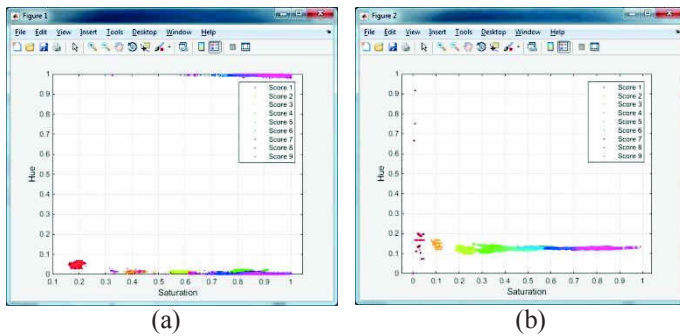 Figure 1
File Edit View Insert Tools Desktop Window Help
1
0.9
0.8
0.7
0.6
0.5
0.4
0.3
0.2
0.1
0
Hue
Score 1
Score 2
Score 3
Score 4
Score 5
Score 6
Score 7
Score 8
Score 9
0.1 0.2 0.3 0.4 0.5 0.6 0.7 0.8 0.9 1
Saturation
(a)
Figure 2
File Edit View Insert Tools Desktop Window Help
1
0.9
0.8
0.7
0.6
0.5
0.4
0.3
0.2
0.1
0
Hue
Score 1
Score 2
Score 3
Score 4
Score 5
Score 6
Score 7
Score 8
Score 9
0 0.1 0.2 0.3 0.4 0.5 0.6 0.7 0.8 0.9 1
Saturation
(b)